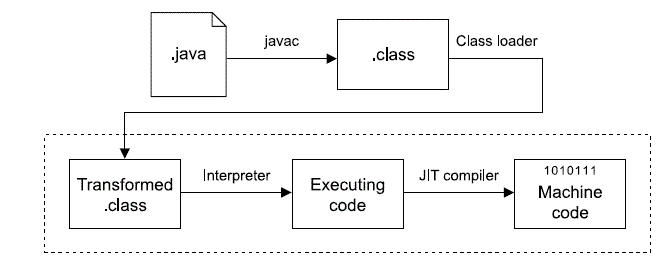 .java
javac
.class
Class loader
Transformed
.class
Interpreter
Executing
code
JIT compiler
1010111
Machine
code